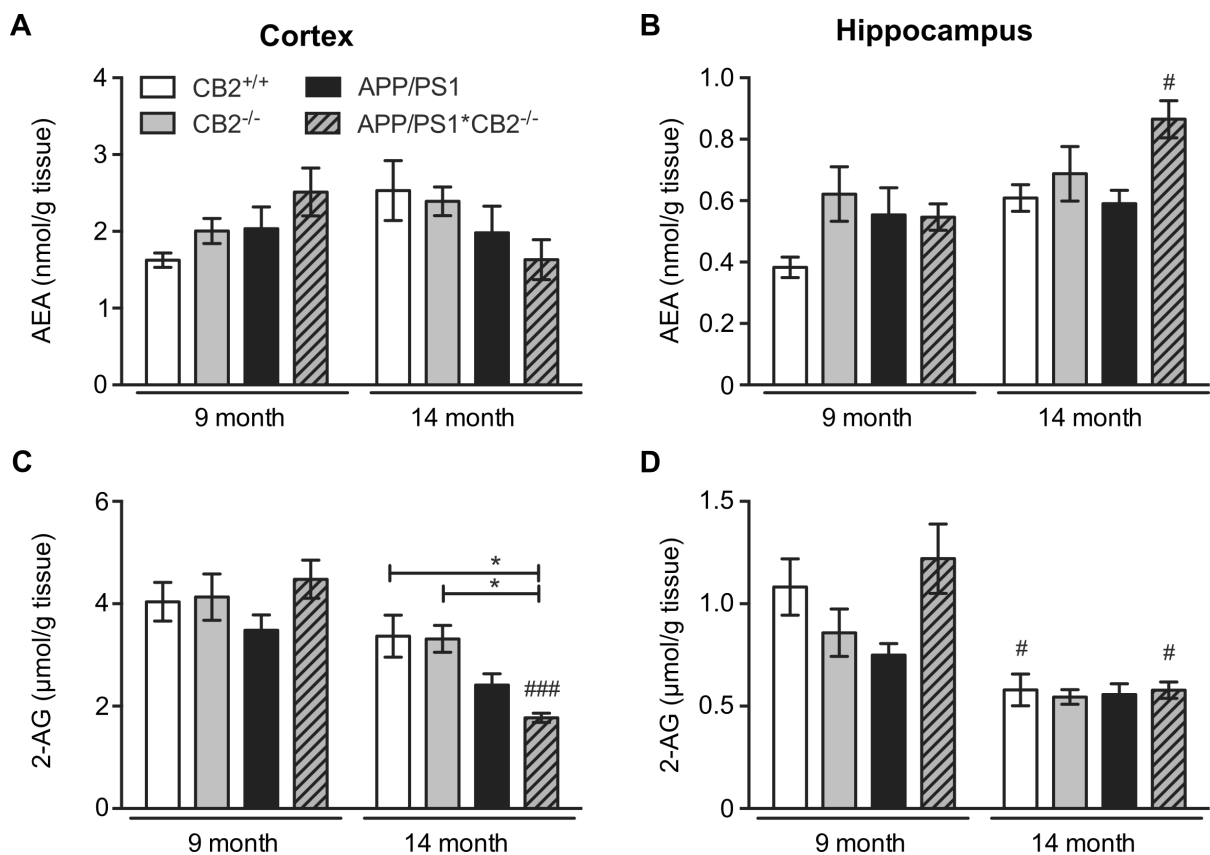 A
Cortex
CB2+/+
APP/PS1
CB2-/-
APP/PS1*CB2-/-
AEA (nmol/g tissue)
4
3
2
1
0
9 month
14 month
B
Hippocampus
AEA (nmol/g tissue)
1.0
0.8
0.6
0.4
0.2
0
#
9 month
14 month
C
2-AG (µmol/g tissue)
6
4
2
0
*
*
###
9 month
14 month
D
2-AG (µmol/g tissue)
1.5
1.0
0.5
0
#
#
9 month
14 month